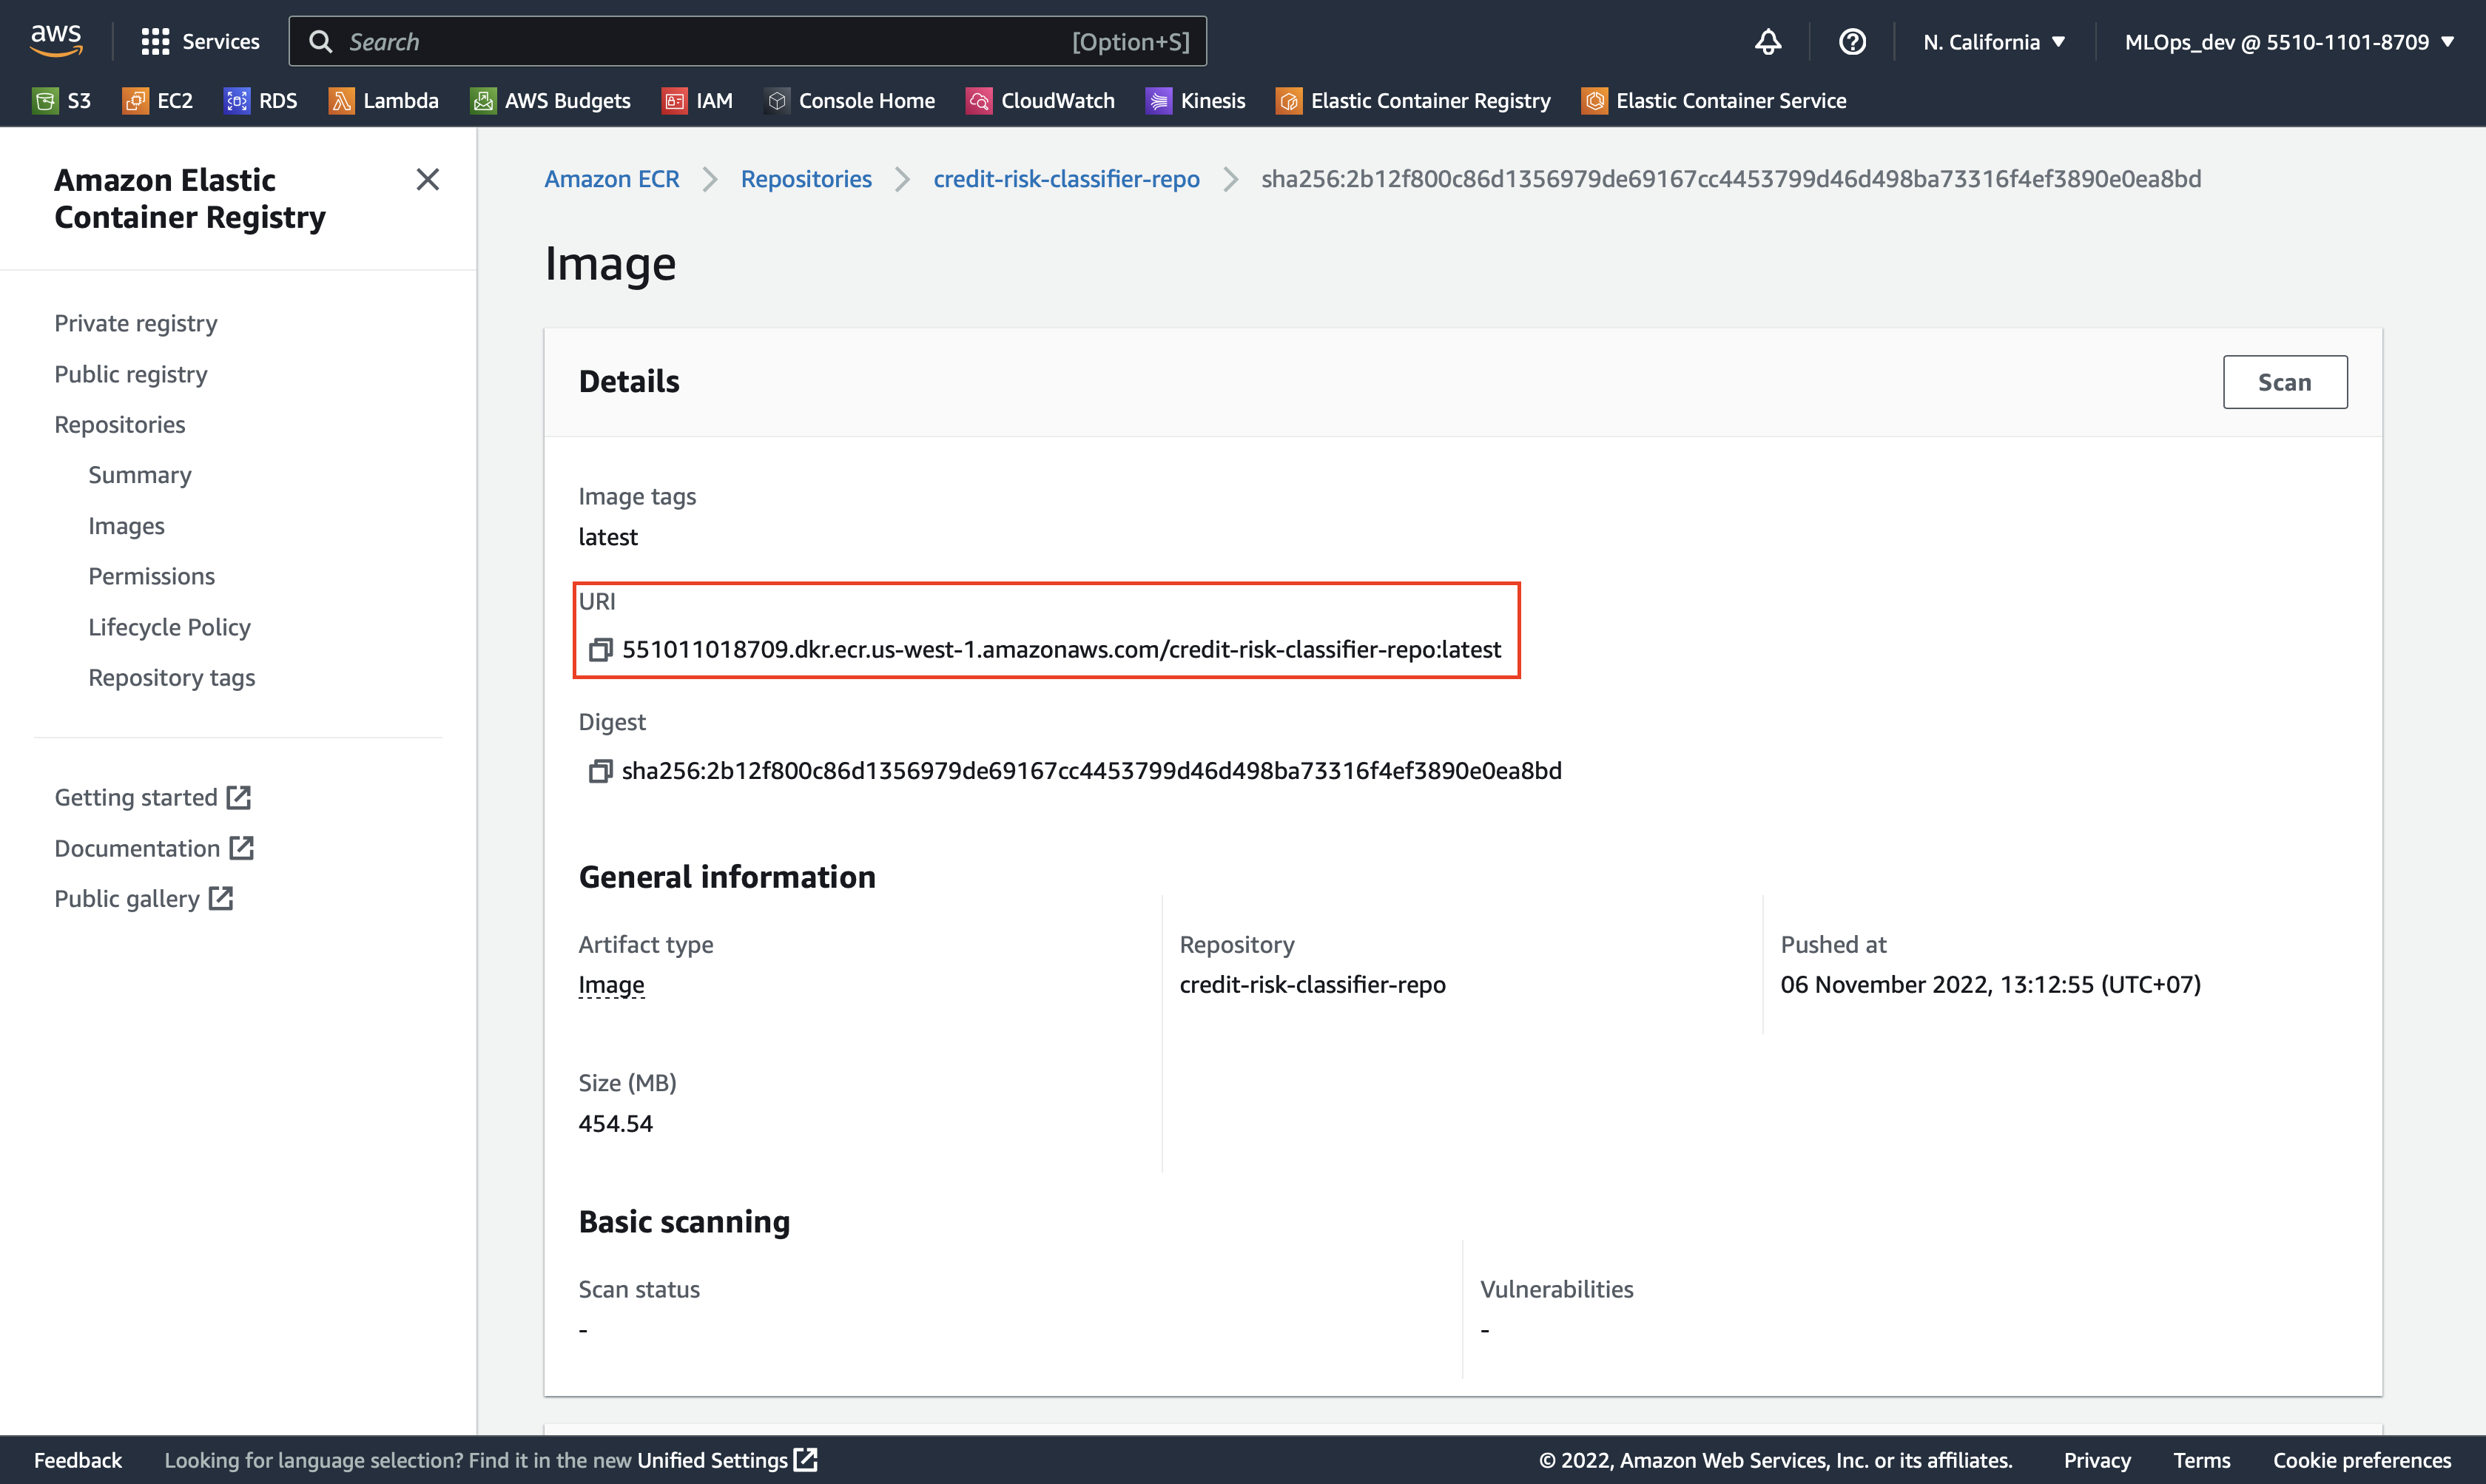 aws
Services
Search
[Option+S]
N. California
MLOps_dev @ 5510-1101-8709
S3
EC2
RDS
Lambda
AWS Budgets
IAM
Console Home
CloudWatch
Kinesis
Elastic Container Registry
Elastic Container Service
Amazon Elastic
Container Registry
Private registry
Public registry
Repositories
Summary
Images
Permissions
Lifecycle Policy
Repository tags
Getting started
Documentation
Public gallery
Amazon ECR
Repositories
credit-risk-classifier-repo
sha256:2b12f800c86d1356979de69167cc4453799d46d498ba73316f4ef3890e0ea8bd
Image
Details
Scan
Image tags
latest
URI
551011018709.dkr.ecr.us-west-1.amazonaws.com/credit-risk-classifier-repo:latest
Digest
sha256:2b12f800c86d1356979de69167cc4453799d46d498ba73316f4ef3890e0ea8bd
General information
Artifact type
Image
Repository
credit-risk-classifier-repo
Pushed at
06 November 2022, 13:12:55 (UTC+07)
Size (MB)
454.54
Basic scanning
Scan status
-
Vulnerabilities
-
Feedback
Looking for language selection? Find it in the new Unified Settings
© 2022, Amazon Web Services, Inc. or its affiliates.
Privacy
Terms
Cookie preferences